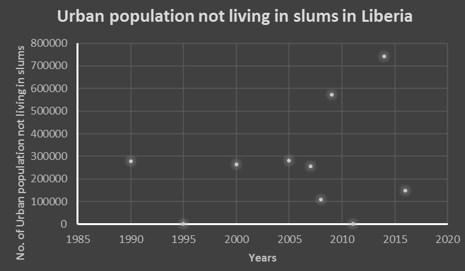 Urban population not living in slums in Liberia
No. of Urban population not living in slums
800000
700000
600000
500000
400000
300000
200000
100000
0
1985 1990 1995 2000 2005 2010 2015 2020
Years